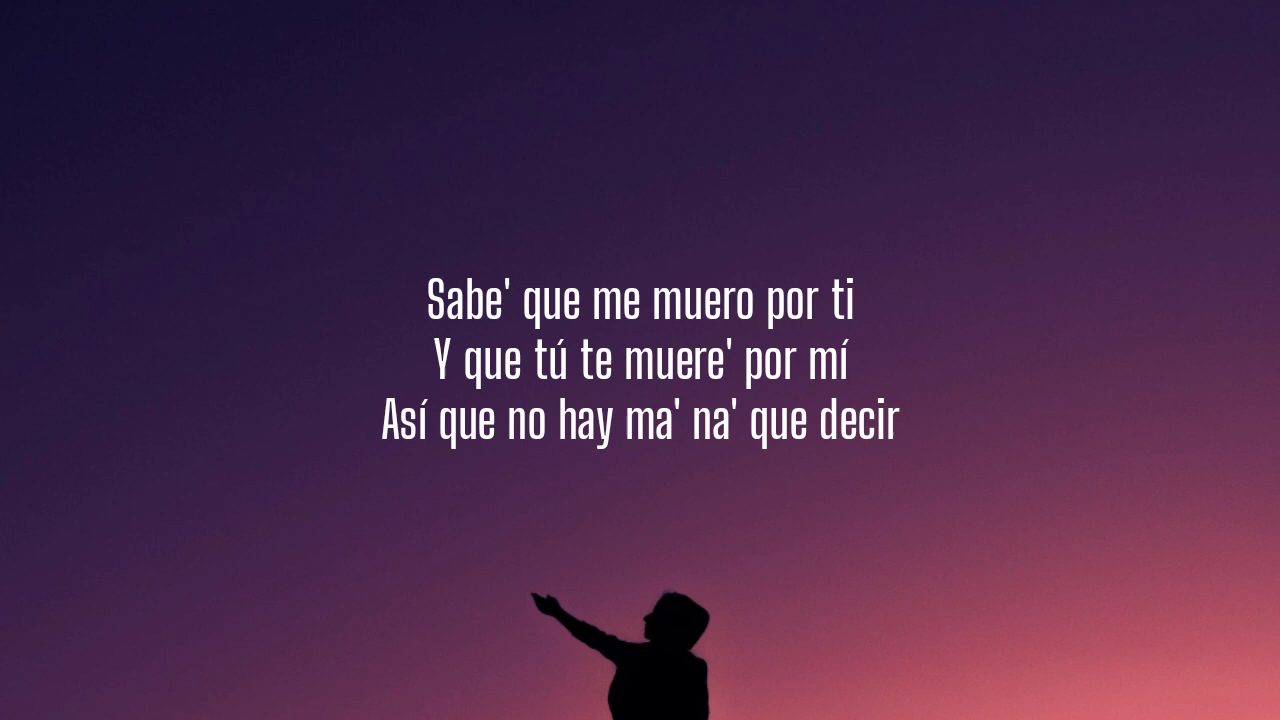 Sabe' que me muero por ti
Y que tú te muere' por mí
Así que no hay ma' na' que decir